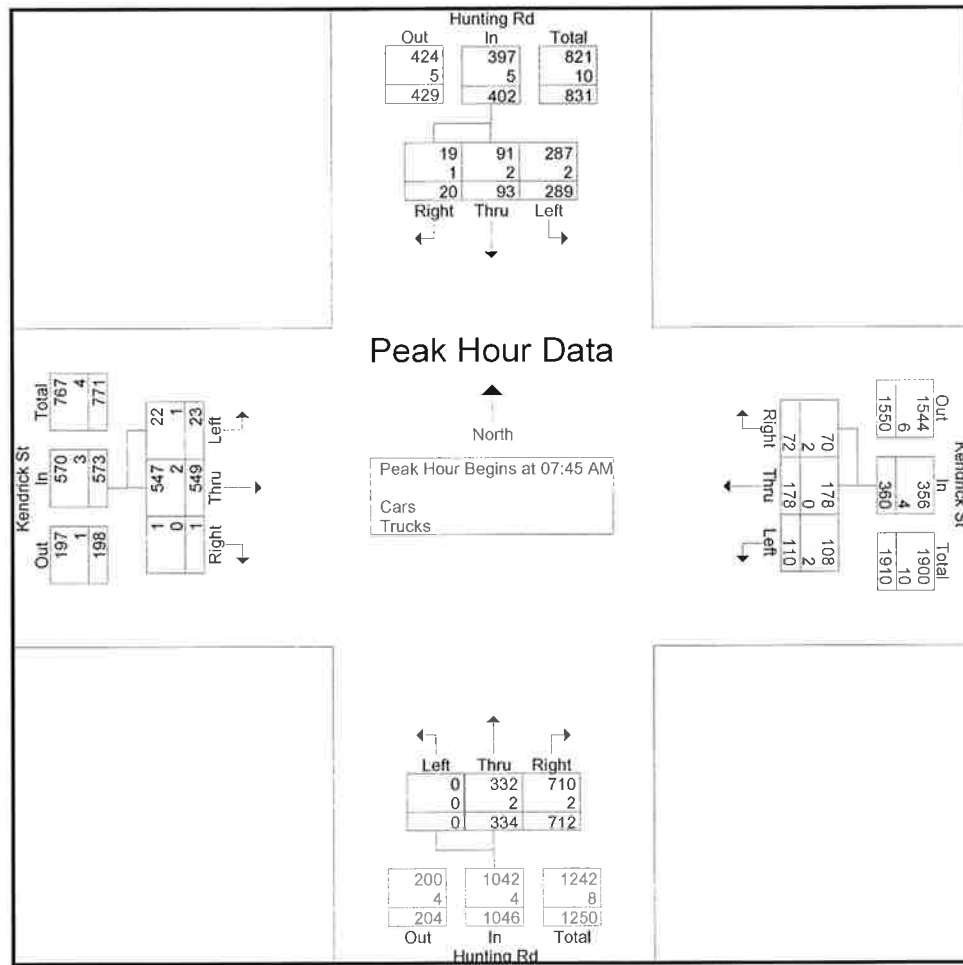 Hunting Rd
Out In Total
424 397 821
5 5 10
429 402 831
19 91 287
1 2 2
20 93 289
Right Thru Left
Peak Hour Data
North
Peak Hour Begins at 07:45 AM
Cars
Trucks
Kendrick St
Total In Out
767 570 197
4 3 1
771 573 198
22 547 1
1 2 0
23 549 1
Left Thru Right
Kendrick St
Out In Total
1544 356 1900
6 4 10
1550 360 1910
70 178 108
2 0 2
72 178 110
Right Thru Left
Left Thru Right
0 332 710
0 2 2
0 334 712
200 1042 1242
4 4 8
204 1046 1250
Out In Total
Hunting Rd